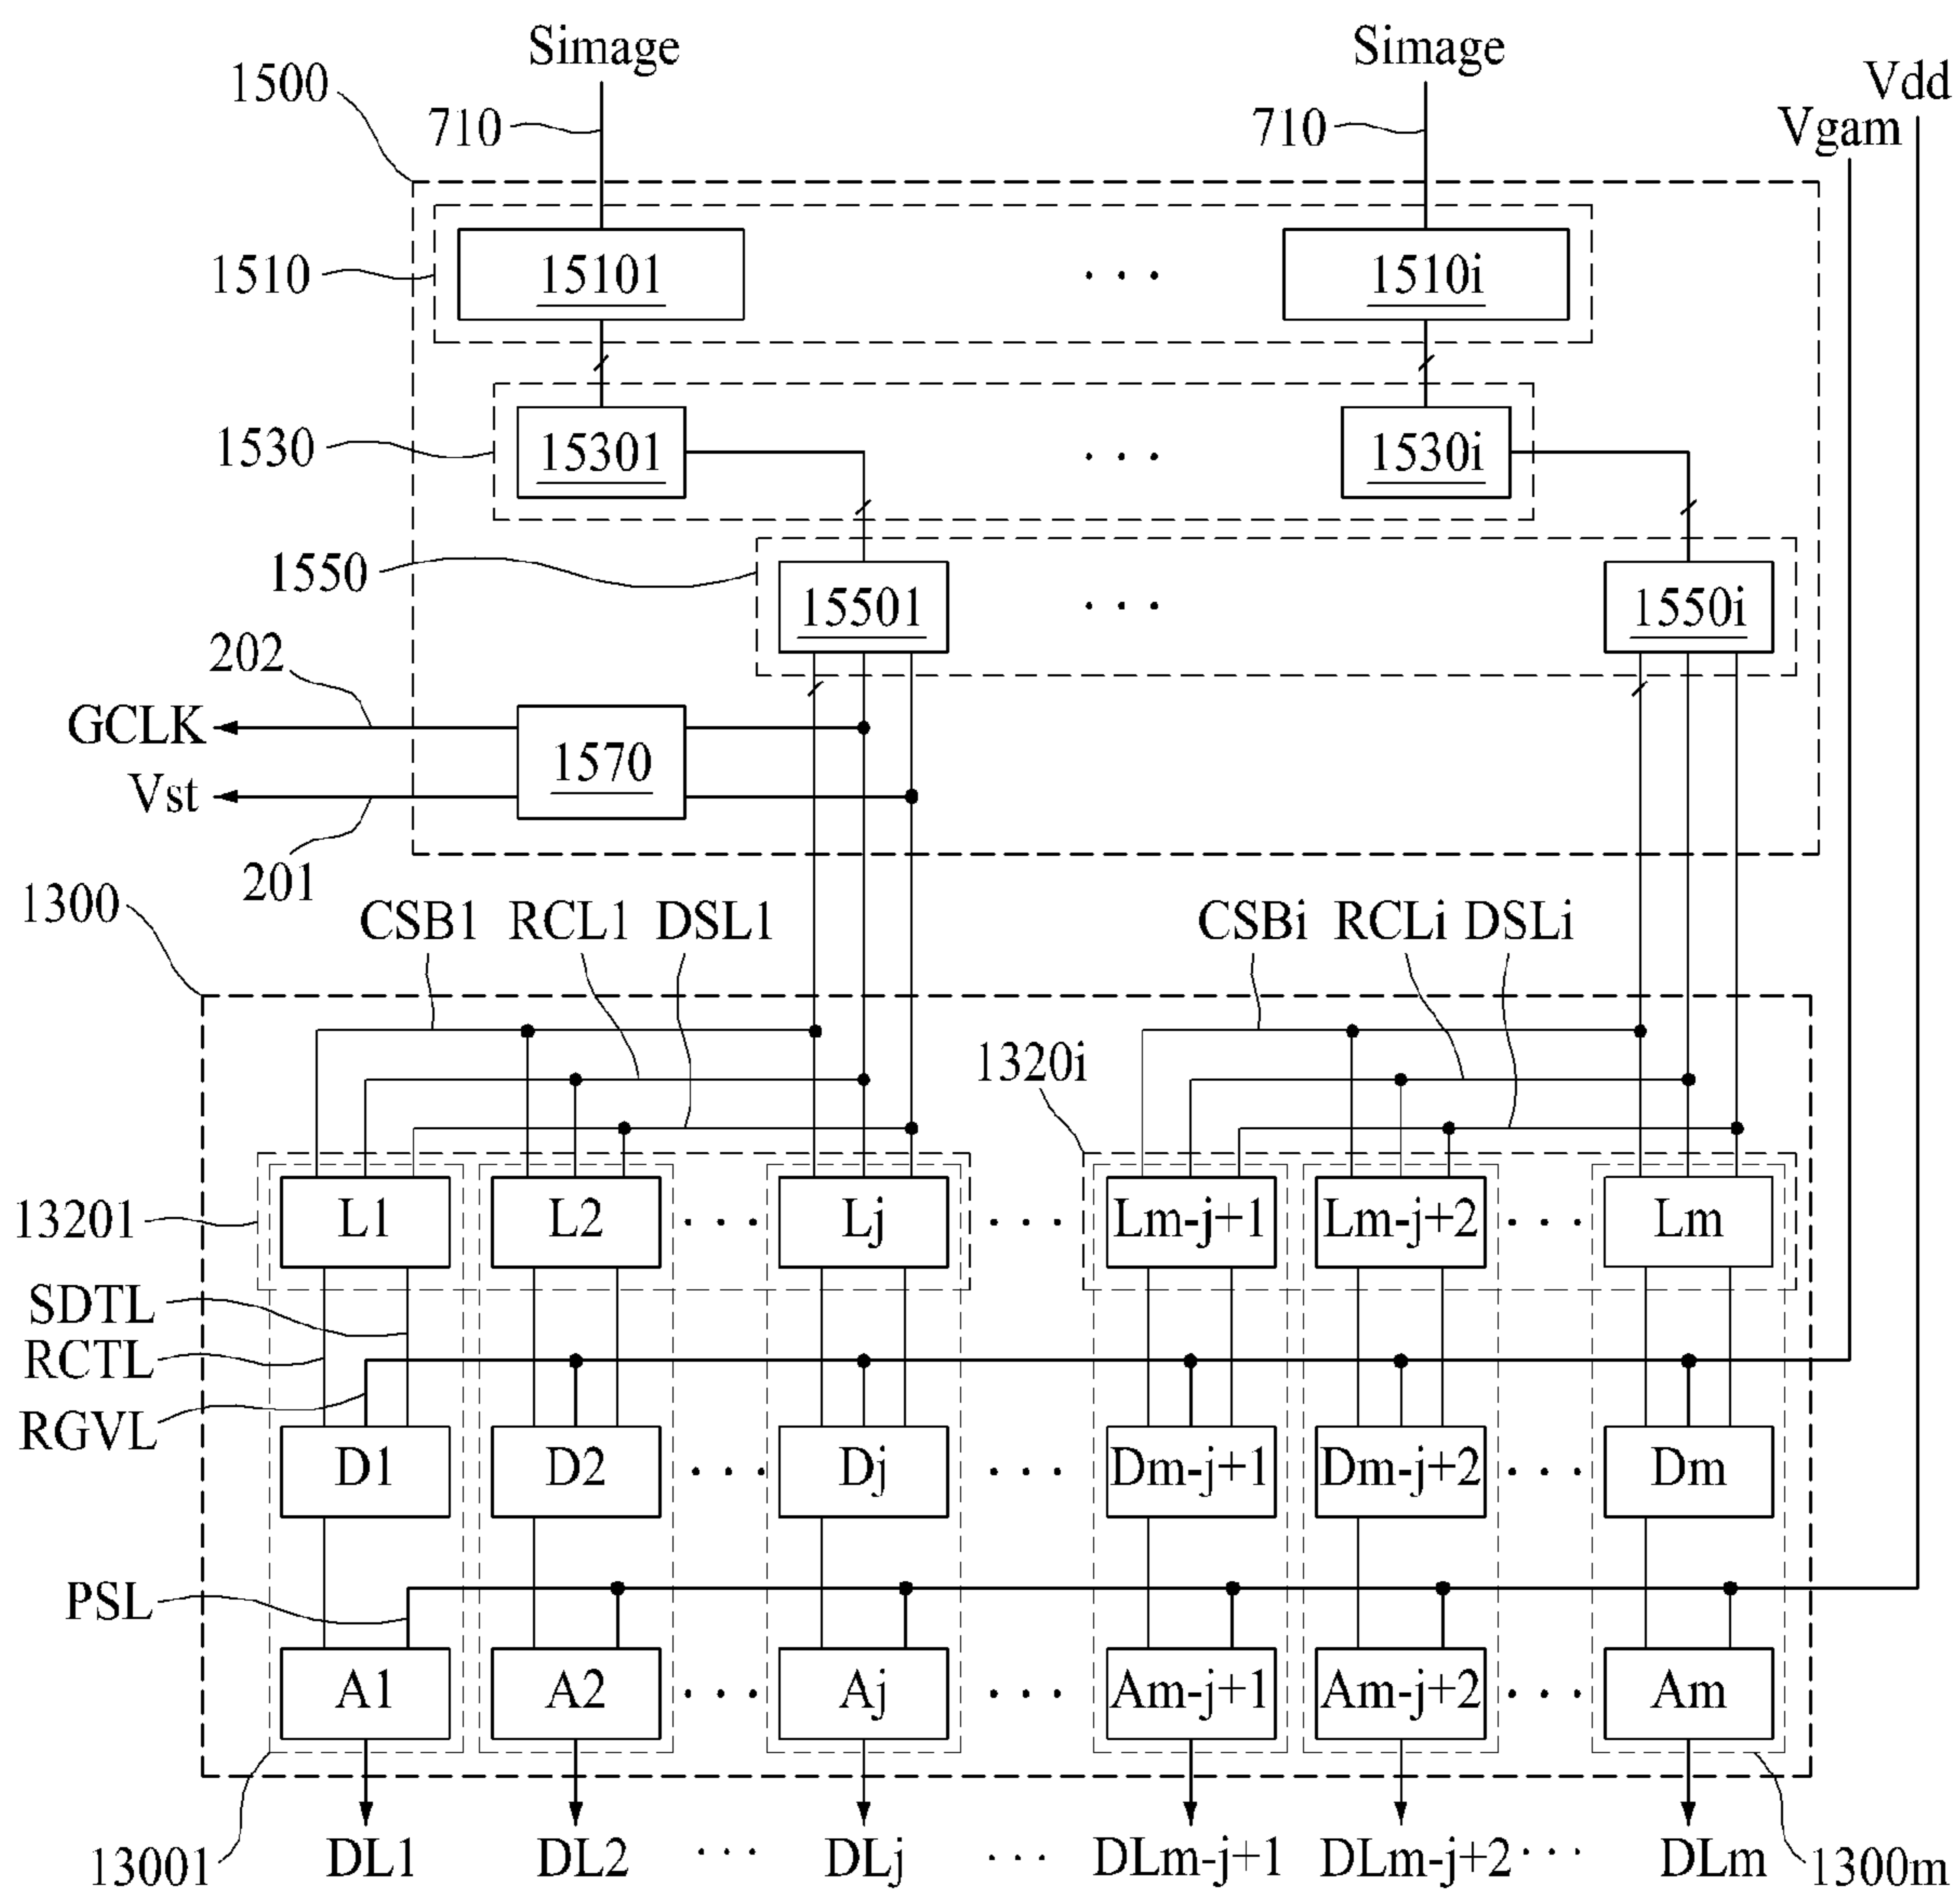 Simage Simage
1500 Vdd
710 710 Vgam
1510 15101 ... 1510i
1530 15301 ... 1530i
1550 15501 ... 1550i
202
GCLK 1570
Vst
201
1300 CSB1 RCL1 DSL1 CSBi RCLi DSLi
1320i
13201 L1 L2 ... Lj ... Lm-j+1 Lm-j+2 ... Lm
SDTL
RCTL
RGVL
D1 D2 ... Dj ... Dm-j+1 Dm-j+2 ... Dm
PSL
A1 A2 ... Aj ... Am-j+1 Am-j+2 ... Am
13001 DL1 DL2 ... DLj ... DLm-j+1 DLm-j+2 ... DLm 1300m